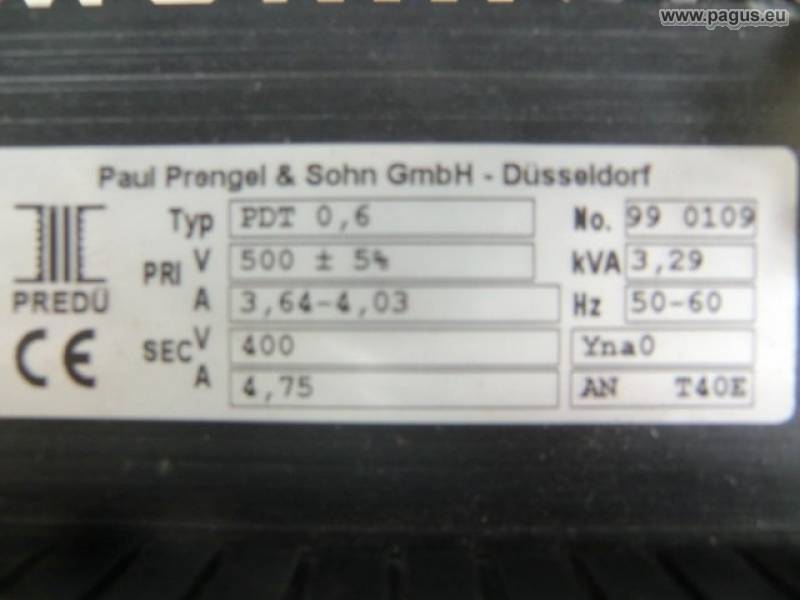 www.pagus.eu
Paul Prengel & Sohn GmbH - Düsseldorf
Typ PDT 0,6 No. 99 0109
PRI V 500 ± 5% kVA 3,29
A 3,64-4,03 Hz 50-60
PREDÜ
SEC V 400 Yna0
A 4,75 AN T40E
CE